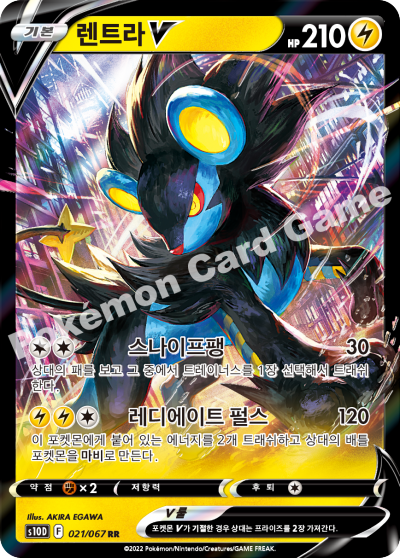 기본 렌트라 V HP 210
Pokémon Card Game
스나이프팽 30
상대의 패를 보고 그 중에서 트레이너스를 1장 선택해서 트래쉬
한다.
레디에이트 펄스 120
이 포켓몬에게 붙어 있는 에너지를 2개 트래쉬하고 상대의 배틀
포켓몬을 마비로 만든다.
약점 ×2 저항력 후퇴
Illus. AKIRA EGAWA
V룰
s10D F 021/067 RR
포켓몬 V가 기절한 경우 상대는 프라이즈를 2장 가져간다.
©2022 Pokémon/Nintendo/Creatures/GAME FREAK.